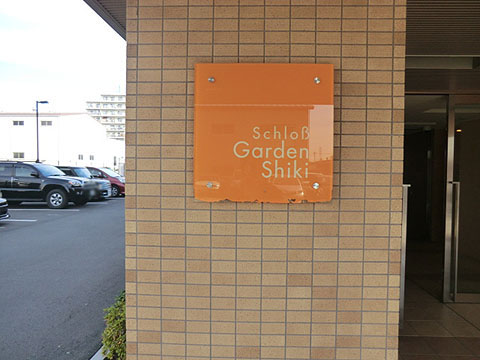 Schloß
Garden
Shiki